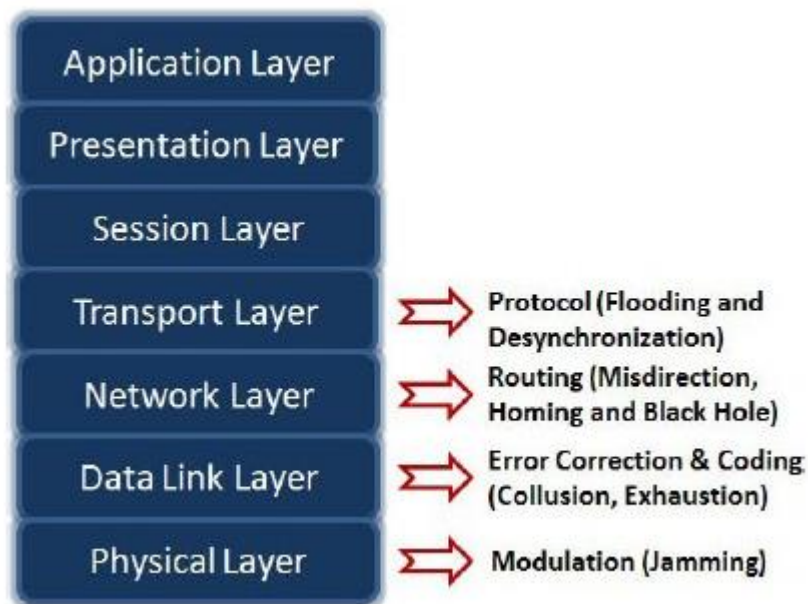 Application Layer
Presentation Layer
Session Layer
Transport Layer
Protocol (Flooding and
Desynchronization)
Network Layer
Routing (Misdirection,
Homing and Black Hole)
Data Link Layer
Error Correction & Coding
(Collusion, Exhaustion)
Physical Layer
Modulation (Jamming)